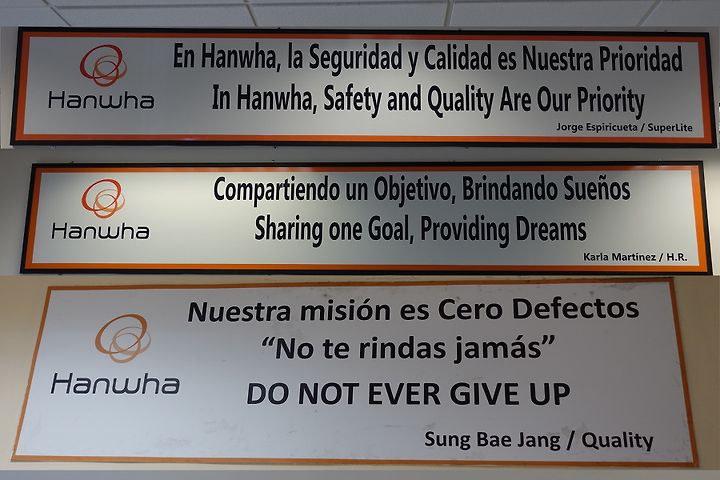 Hanwha
En Hanwha, la Seguridad y Calidad es Nuestra Prioridad
In Hanwha, Safety and Quality Are Our Priority
Jorge Espiricueta / SuperLite
Hanwha
Compartiendo un Objetivo, Brindando Sueños
Sharing one Goal, Providing Dreams
Karla Martínez / H.R.
Hanwha
Nuestra misión es Cero Defectos
“No te rindas jamás”
DO NOT EVER GIVE UP
Sung Bae Jang / Quality